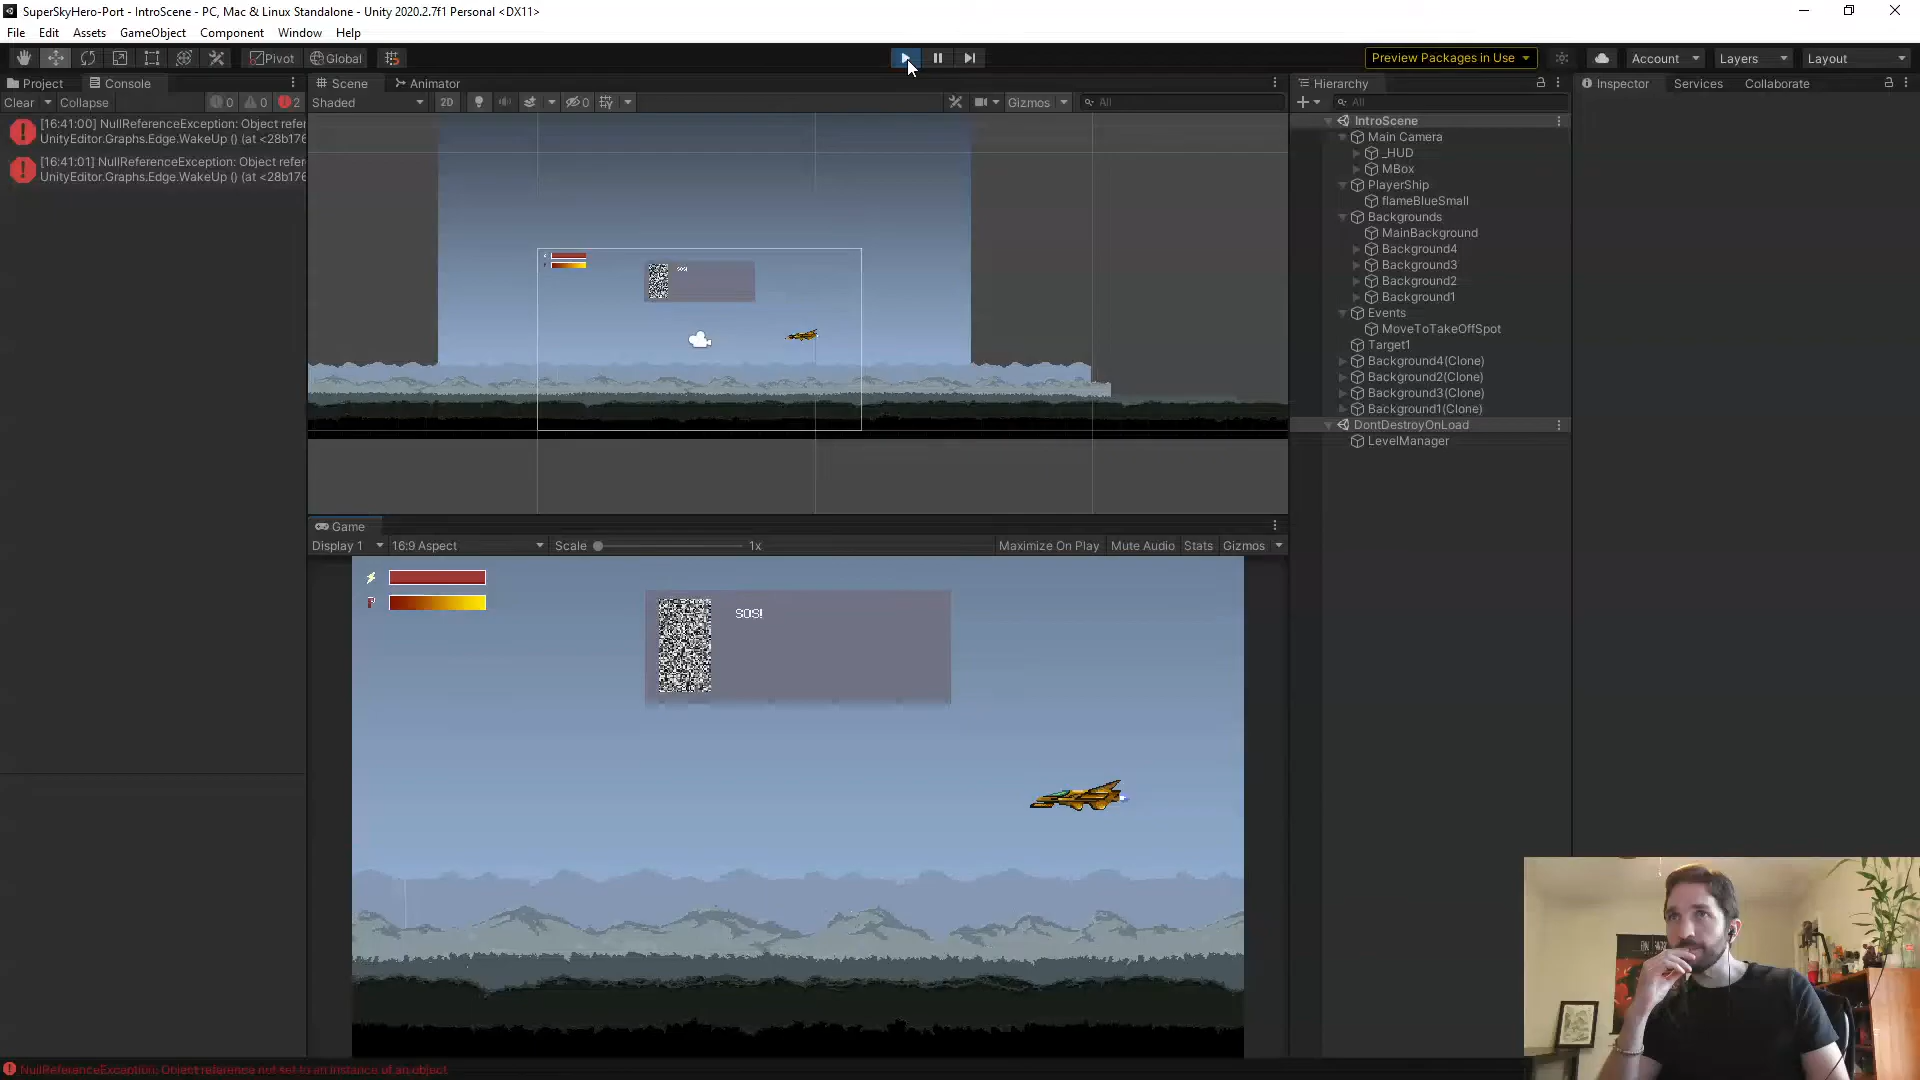 SuperSkyHero-Port - IntroScene - PC, Mac & Linux Standalone - Unity 2020.2.7f1 Personal <DX11>
File Edit Assets GameObject Component Window Help
Pivot Global Preview Packages in Use Account Layers Layout
Project Console Scene Animator Hierarchy Inspector Services Collaborate
Clear Collapse 0 0 2 Shaded 2D 0 Gizmos All All
[16:41:00] NullReferenceException: Object refer
UnityEditor.Graphs.Edge.WakeUp () (at <28b176
[16:41:01] NullReferenceException: Object refer
UnityEditor.Graphs.Edge.WakeUp () (at <28b176
SOS!
IntroScene
Main Camera
_HUD
MBox
PlayerShip
flameBlueSmall
Backgrounds
MainBackground
Background4
Background3
Background2
Background1
Events
MoveToTakeOffSpot
Target1
Background4(Clone)
Background2(Clone)
Background3(Clone)
Background1(Clone)
DontDestroyOnLoad
LevelManager
Game
Display 1 16:9 Aspect Scale 1x Maximize On Play Mute Audio Stats Gizmos
P
SOS!
NullReferenceException: Object reference not set to an instance of an object